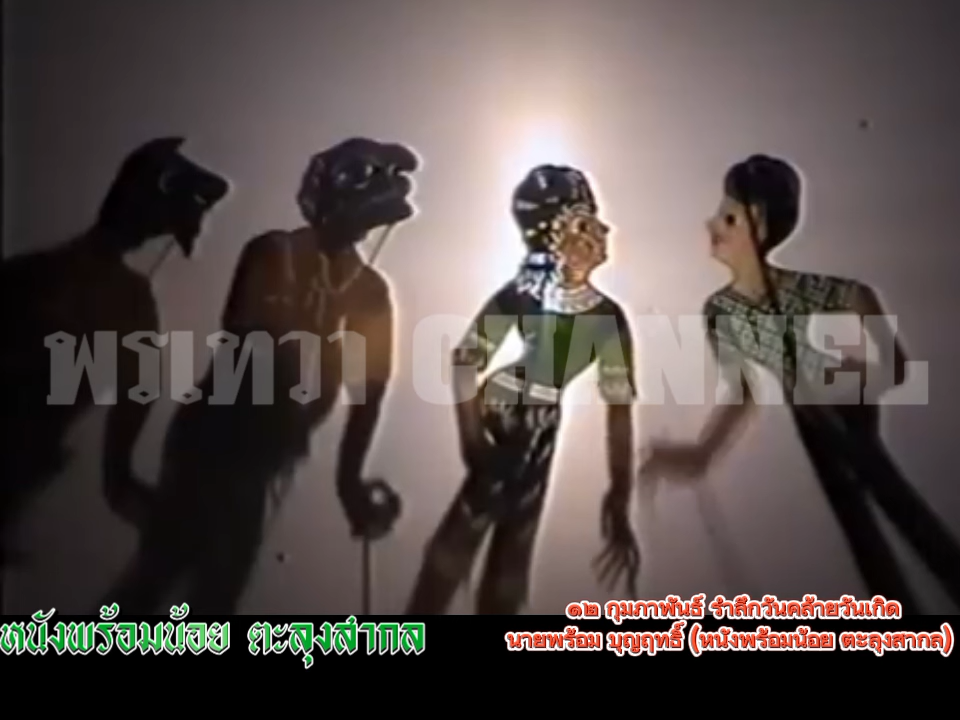 พรเทวา CHANNEL
หนังพร้อมน้อย ตะลุงสากล
๑๒ กุมภาพันธ์ รำลึกวันคล้ายวันเกิด
นายพร้อม บุญฤทธิ์ (หนังพร้อมน้อย ตะลุงสากล)